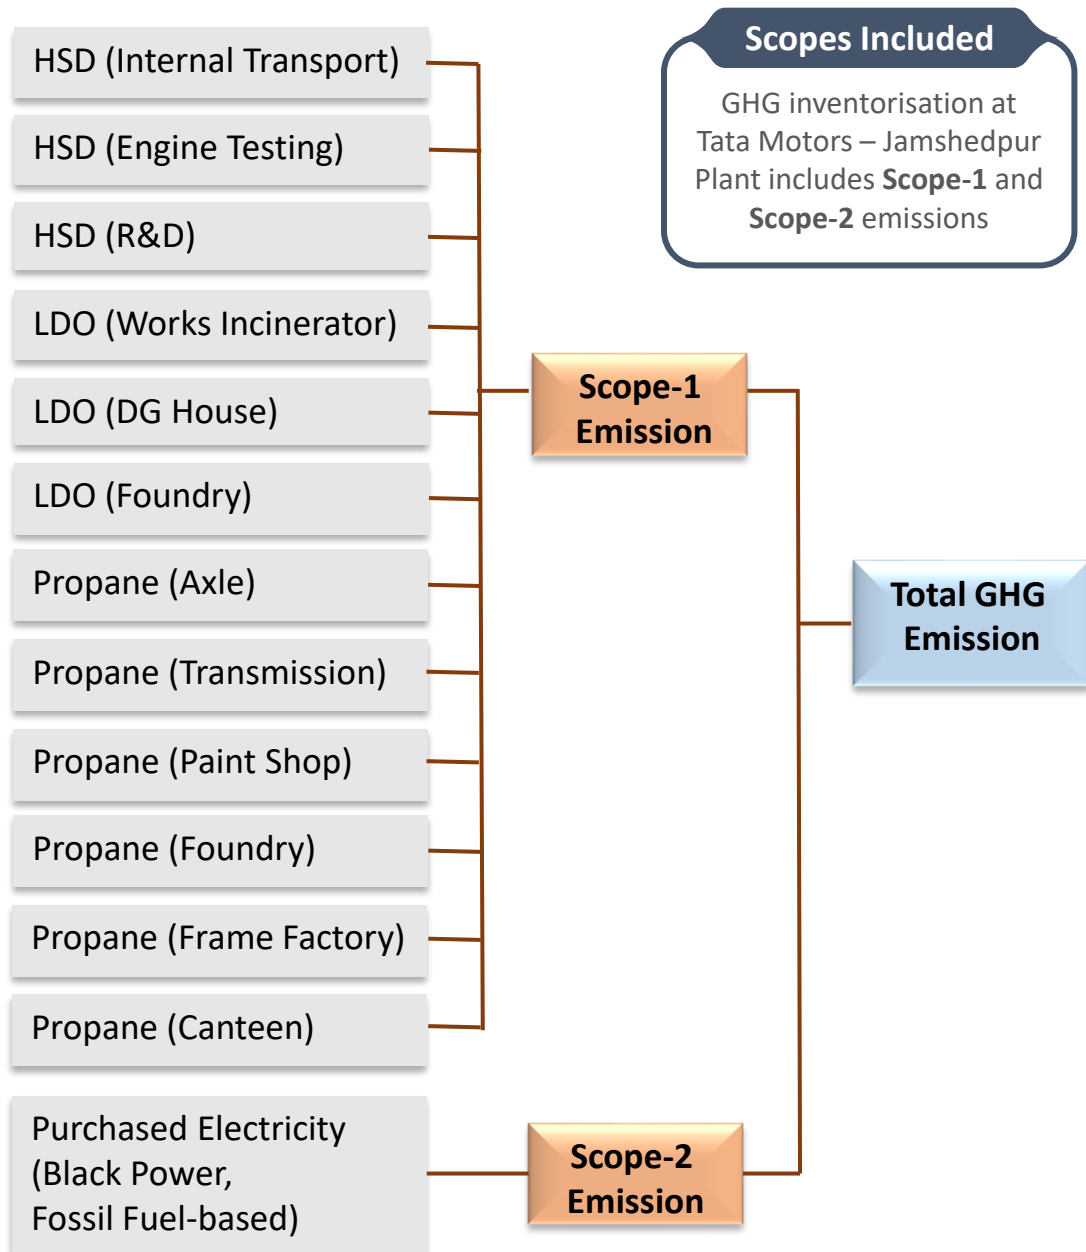 HSD (Internal Transport)
HSD (Engine Testing)
HSD (R&D)
LDO (Works Incinerator)
LDO (DG House)
LDO (Foundry)
Propane (Axle)
Propane (Transmission)
Propane (Paint Shop)
Propane (Foundry)
Propane (Frame Factory)
Propane (Canteen)
Purchased Electricity
(Black Power,
Fossil Fuel-based)
Scope-1
Emission
Scope-2
Emission
Total GHG
Emission
Scopes Included
GHG inventorisation at
Tata Motors – Jamshedpur
Plant includes Scope-1 and
Scope-2 emissions